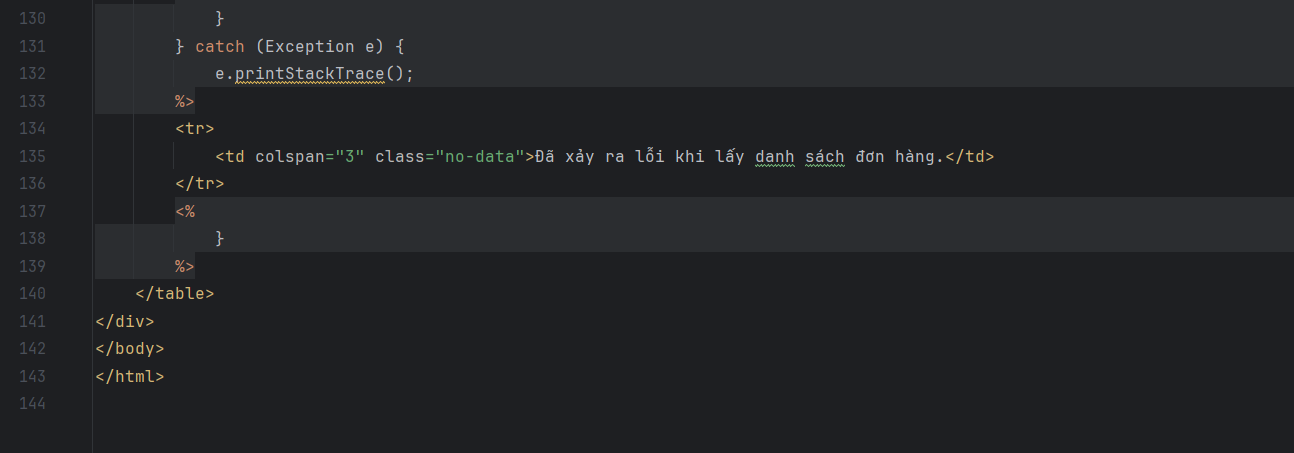 130 }
131 } catch (Exception e) {
132 e.printStackTrace();
133 %>
134 <tr>
135 <td colspan="3" class="no-data">Đã xảy ra lỗi khi lấy danh sách đơn hàng.</td>
136 </tr>
137 <%
138 }
139 %>
140 </table>
141 </div>
142 </body>
143 </html>
144